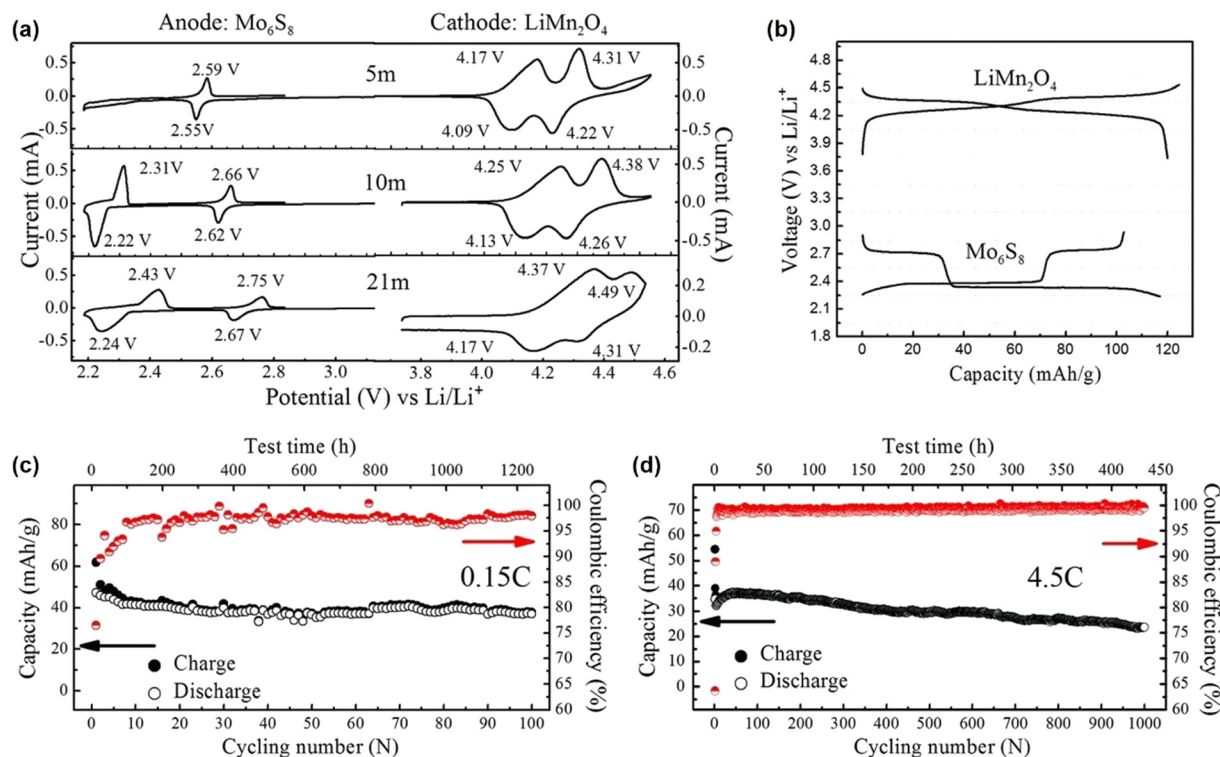 (a)
Anode: Mo6S8
Cathode: LiMn2O4
5m
2.59 V
2.55V
4.17 V
4.31 V
4.09 V
4.22 V
0.5
0.0
-0.5
0.5
0.0
-0.5
10m
2.31V
2.66 V
2.22 V
2.62 V
4.25 V
4.38 V
4.13 V
4.26 V
0.5
0.0
-0.5
0.5
0.0
-0.5
21m
2.43 V
2.75 V
2.24 V
2.67 V
4.37 V
4.49 V
4.17 V
4.31 V
0.5
0.0
-0.5
0.2
0.0
-0.2
Current (mA)
Current (mA)
2.2 2.4 2.6 2.8 3.0 4.0 4.2 4.4 4.6
Potential (V) vs Li/Li+
(b)
LiMn2O4
Mo6S8
4.8
4.5
4.2
3.9
3.6
3.3
3.0
2.7
2.4
2.1
1.8
Voltage (V) vs Li/Li+
0 20 40 60 80 100 120
Capacity (mAh/g)
(c)
Test time (h)
0 200 400 600 800 1000 1200
80
60
40
20
0
Capacity (mAh/g)
100
95
90
85
80
75
70
65
60
Coulombic efficiency (%)
0.15C
Charge
Discharge
0 10 20 30 40 50 60 70 80 90 100
Cycling number (N)
(d)
Test time (h)
0 50 100 150 200 250 300 350 400 450
70
60
50
40
30
20
10
0
Capacity (mAh/g)
100
95
90
85
80
75
70
65
60
Coulombic efficiency (%)
4.5C
Charge
Discharge
0 100 200 300 400 500 600 700 800 900 1000
Cycling number (N)